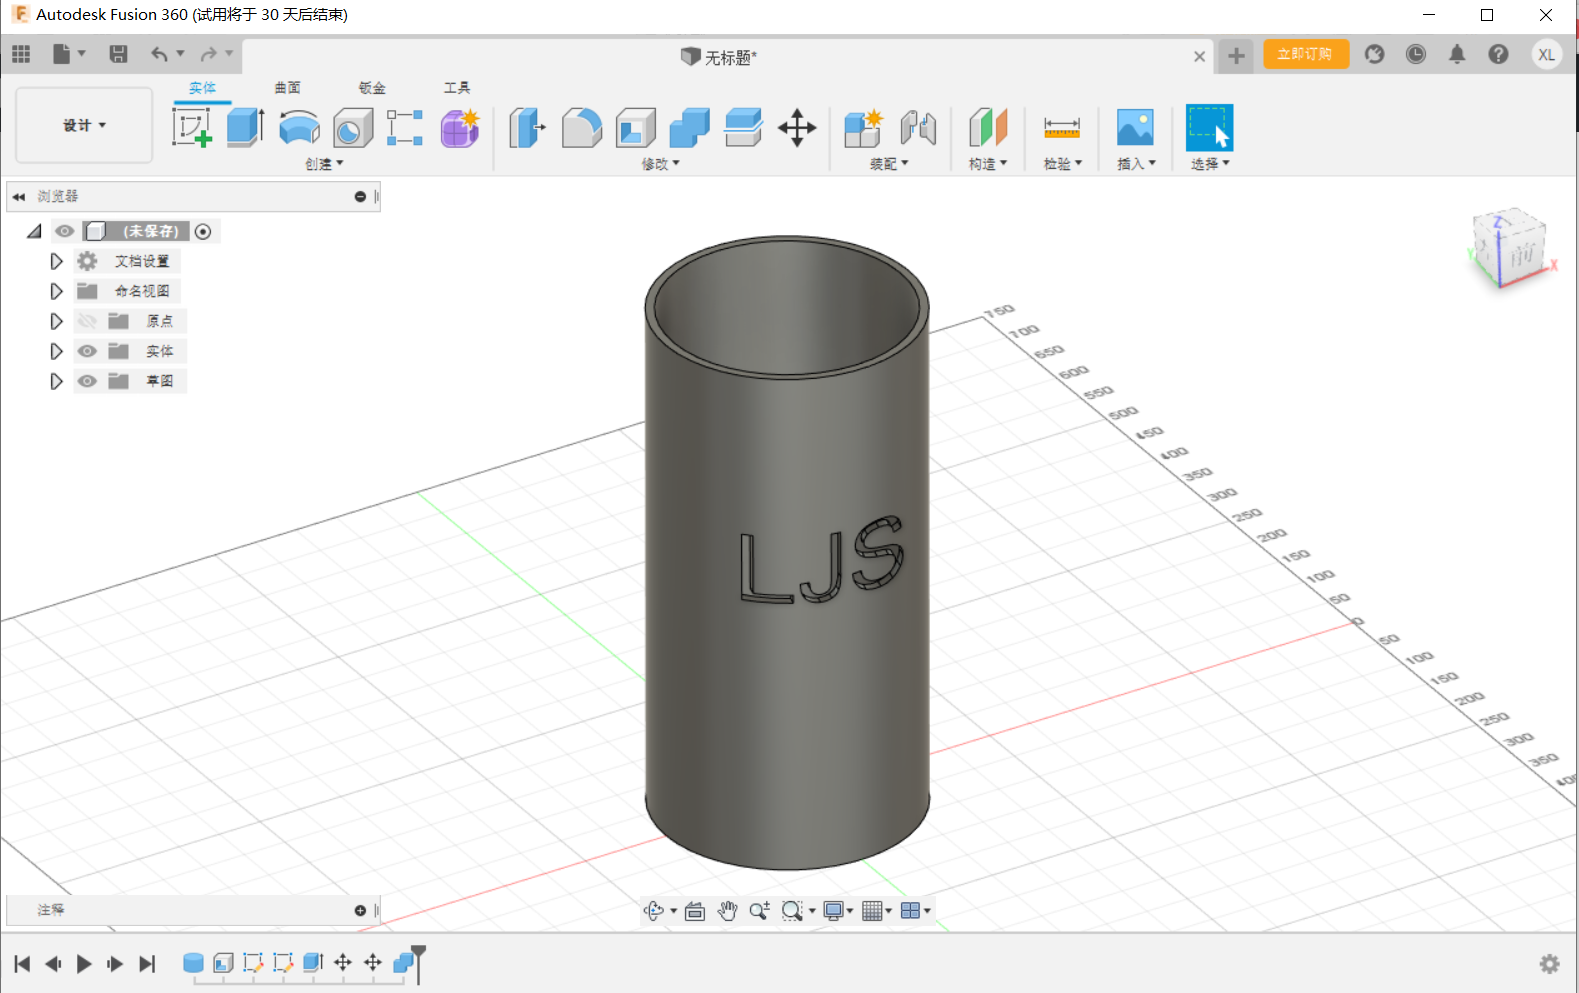 Autodesk Fusion 360 (试用将于 30 天后结束)
无标题*
立即订购
XL
实体 曲面 钣金 工具
设计
创建 修改 装配 构造 检验 插入 选择
浏览器
(未保存)
文档设置
命名视图
原点
实体
草图
Z
前
Y
X
750
700
650
600
550
500
450
400
350
300
250
200
150
100
50
0
50
100
150
200
250
300
350
400
LJS
注释